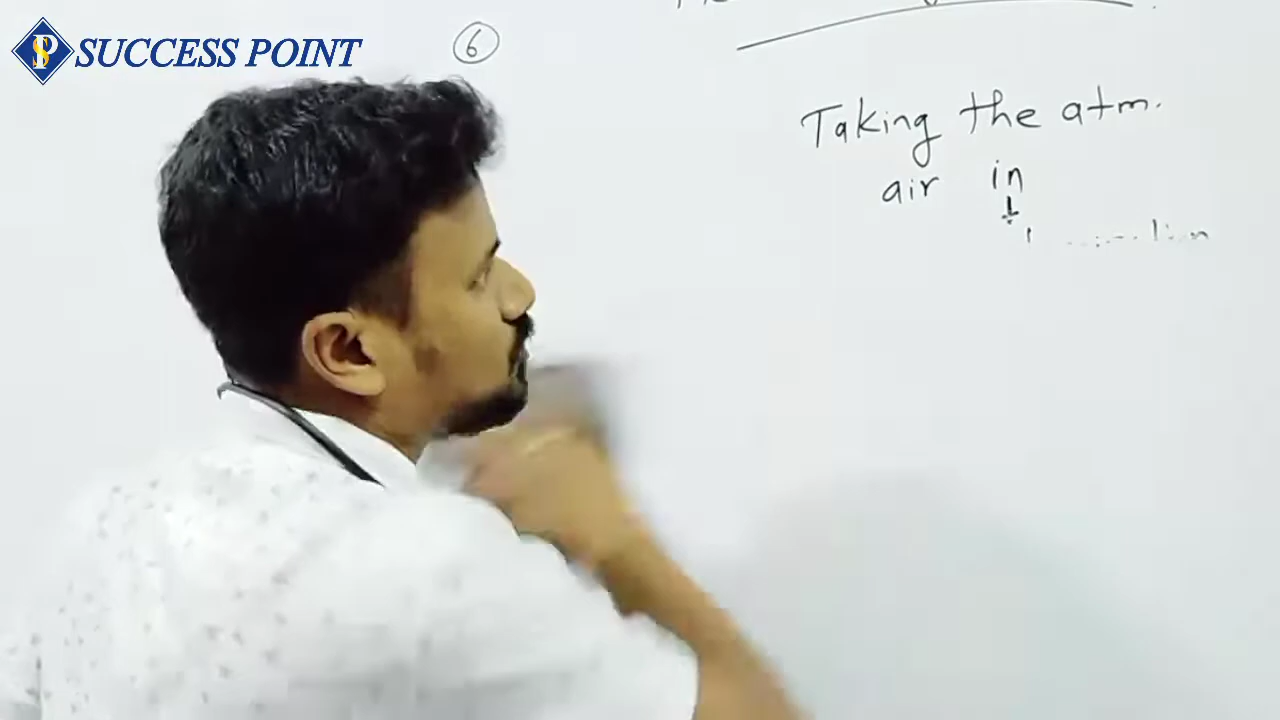 SUCCESS POINT
6
Taking the atm.
air in